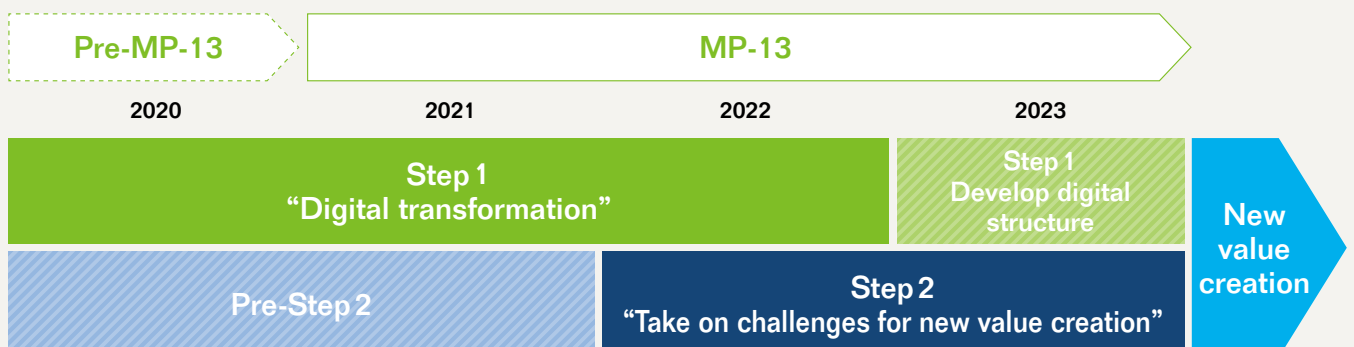 Pre-MP-13
MP-13
2020
2021
2022
2023
Step 1
“Digital transformation”
Step 1
Develop digital
structure
New
value
creation
Pre-Step 2
Step 2
“Take on challenges for new value creation”